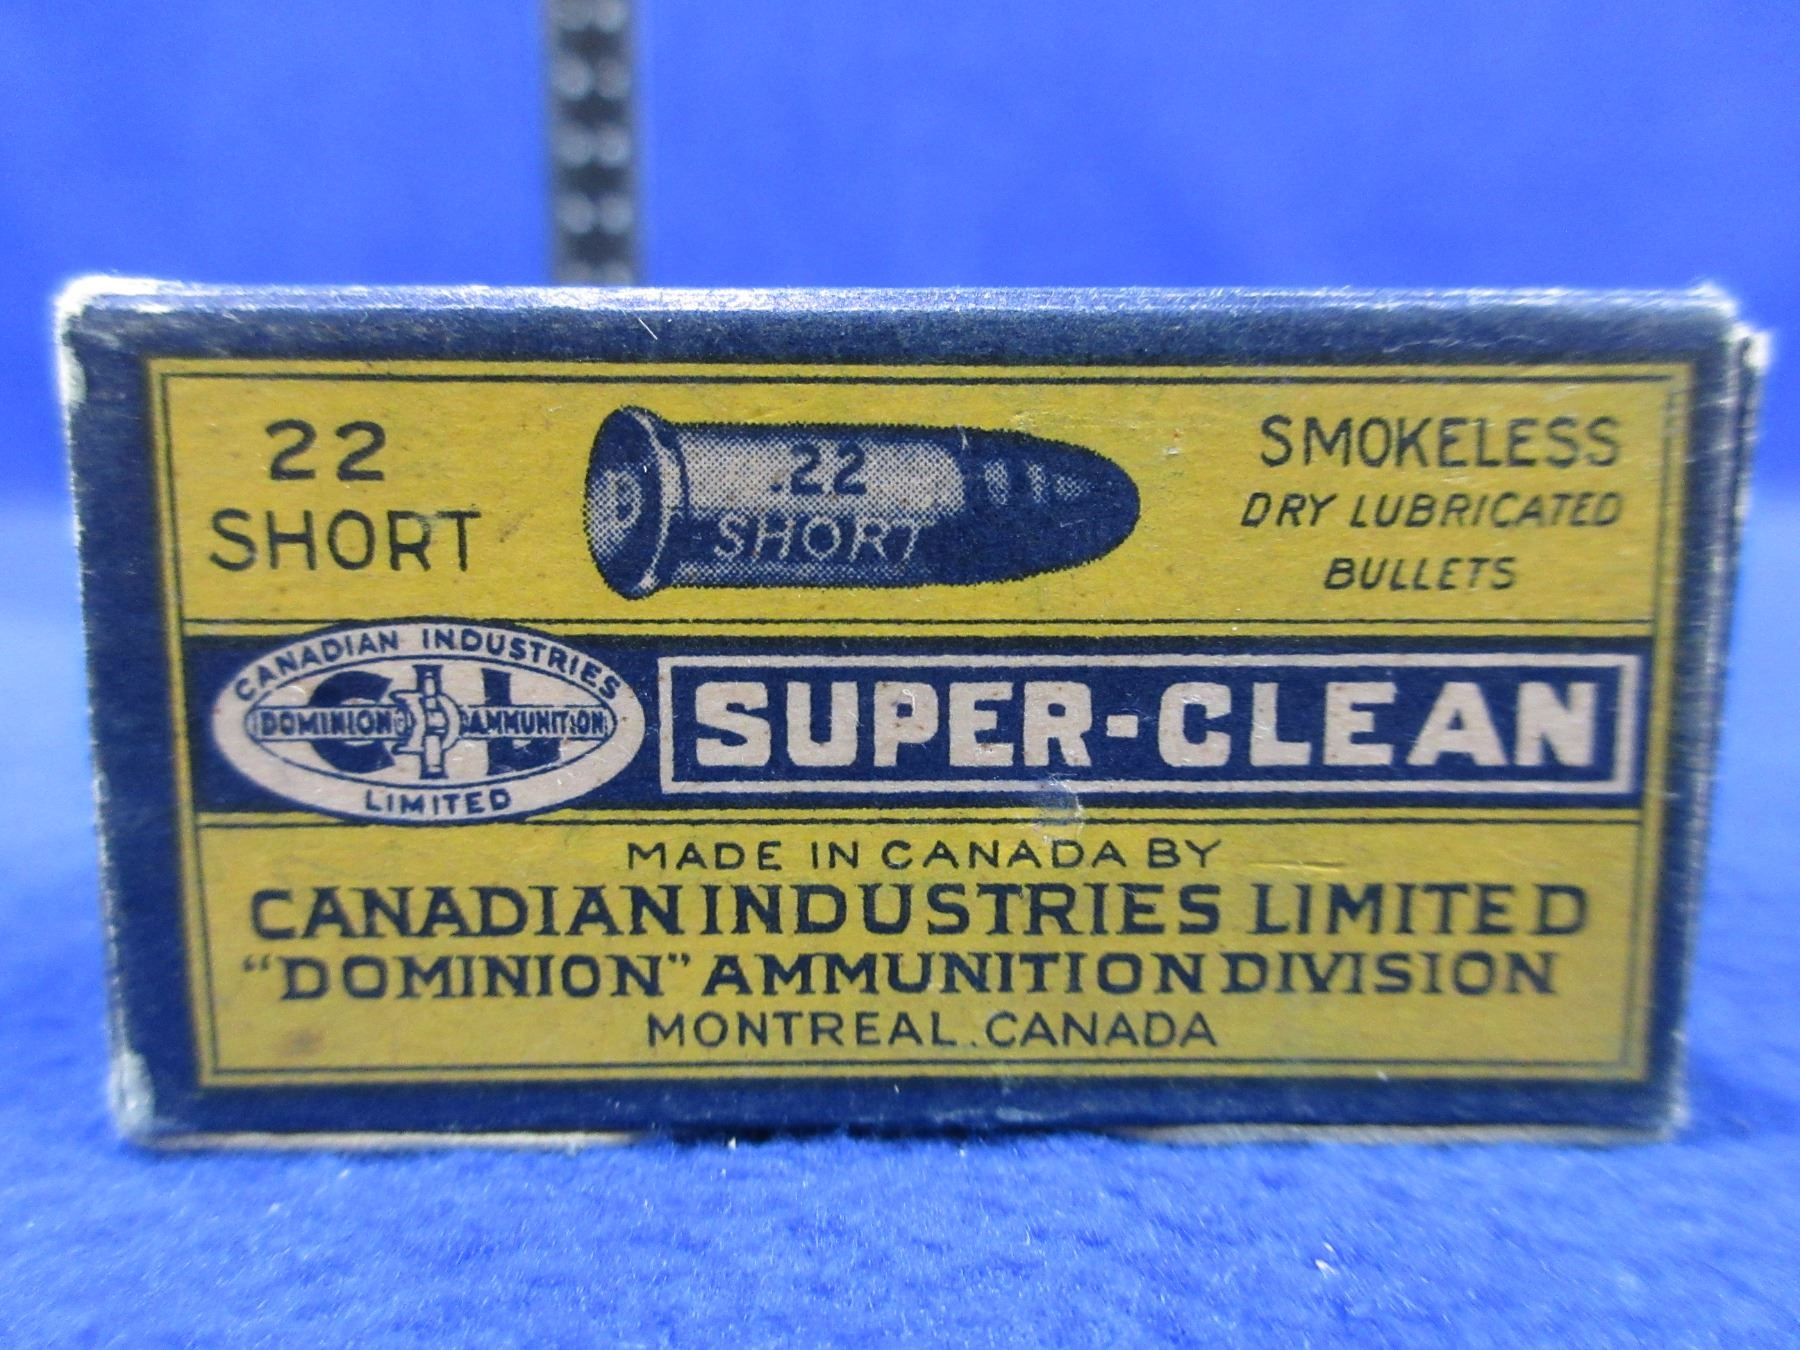 22
SHORT
D
.22
SHORT
SMOKELESS
DRY LUBRICATED
BULLETS
CANADIAN INDUSTRIES
C-I-L
DOMINION AMMUNITION
LIMITED
SUPER-CLEAN
MADE IN CANADA BY
CANADIAN INDUSTRIES LIMITED
"DOMINION" AMMUNITION DIVISION
MONTREAL. CANADA